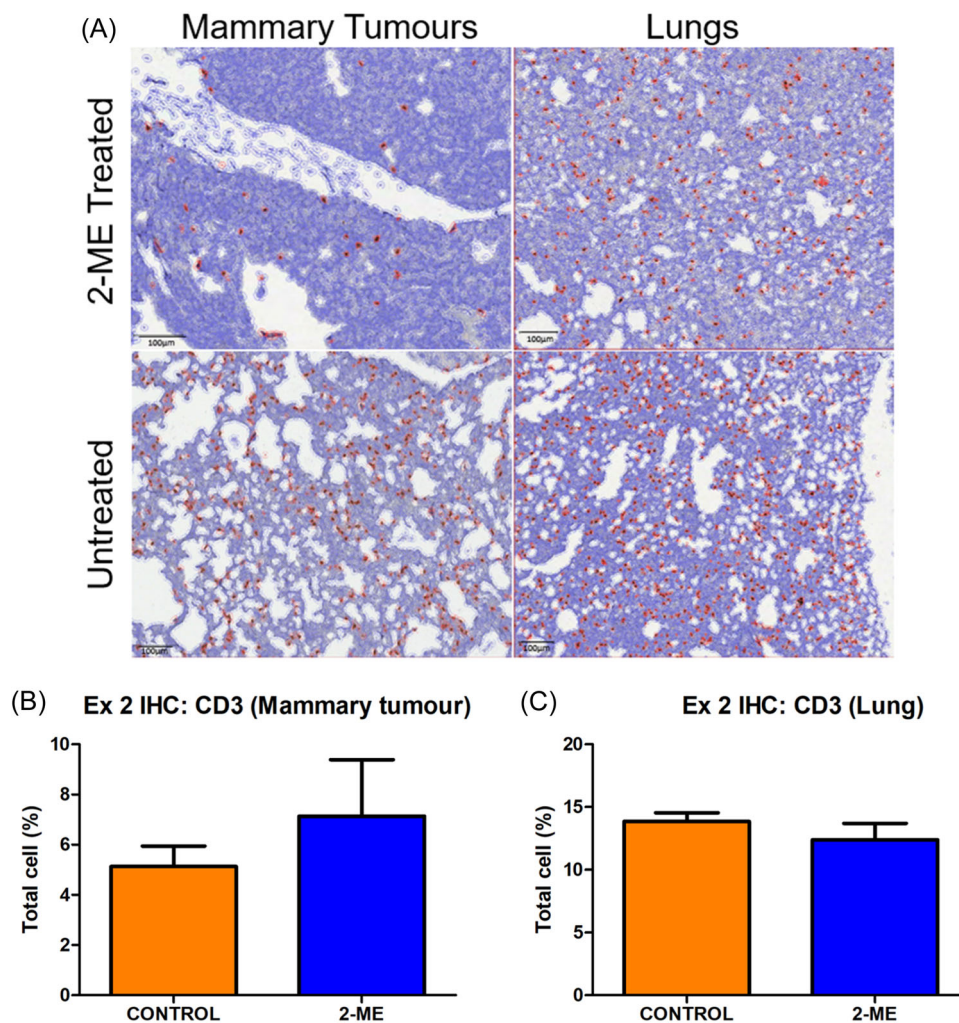 (A)
Mammary Tumours
Lungs
2-ME Treated
100μm
100μm
Untreated
100μm
100μm
(B)
Ex 2 IHC: CD3 (Mammary tumour)
Total cell (%)
10
8
6
4
2
0
CONTROL
2-ME
(C)
Ex 2 IHC: CD3 (Lung)
Total cell (%)
20
15
10
5
0
CONTROL
2-ME